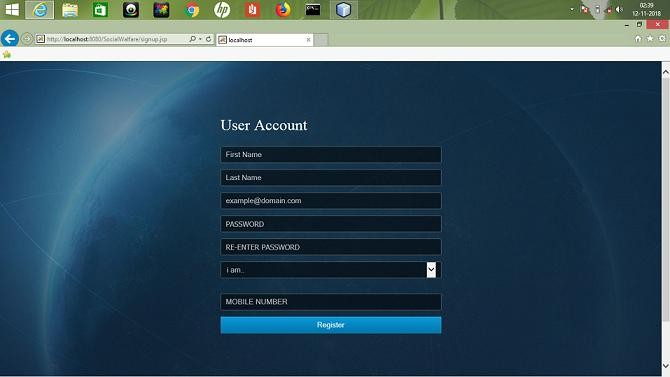 02:39
12-11-2018
http://localhost:8080/SocialWalfare/signup.jsp
localhost
User Account
First Name
Last Name
example@domain.com
PASSWORD
RE-ENTER PASSWORD
i am..
MOBILE NUMBER
Register